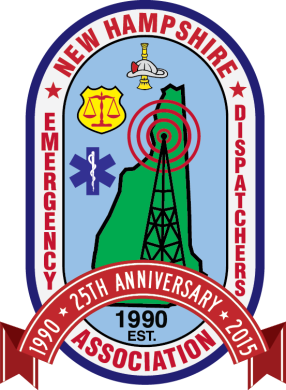 NEW HAMPSHIRE
EMERGENCY
DISPATCHERS
1990 25TH ANNIVERSARY 2015
1990
EST.
ASSOCIATION